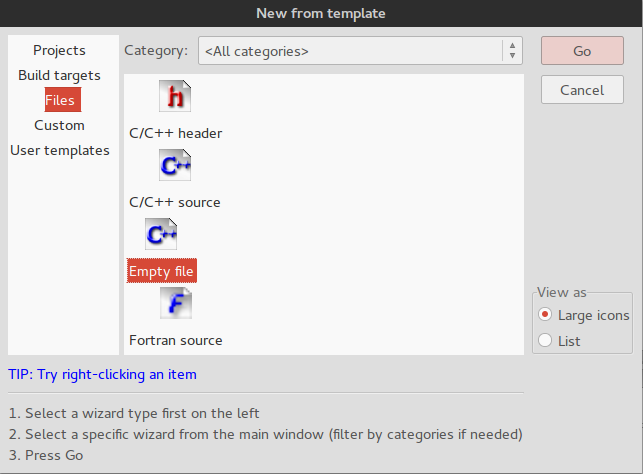 New from template
Projects
Build targets
Files
Custom
User templates
Category:
<All categories>
h
C/C++ header
C++
C/C++ source
C++
Empty file
F
Fortran source
Go
Cancel
View as
Large icons
List
TIP: Try right-clicking an item
1. Select a wizard type first on the left
2. Select a specific wizard from the main window (filter by categories if needed)
3. Press Go